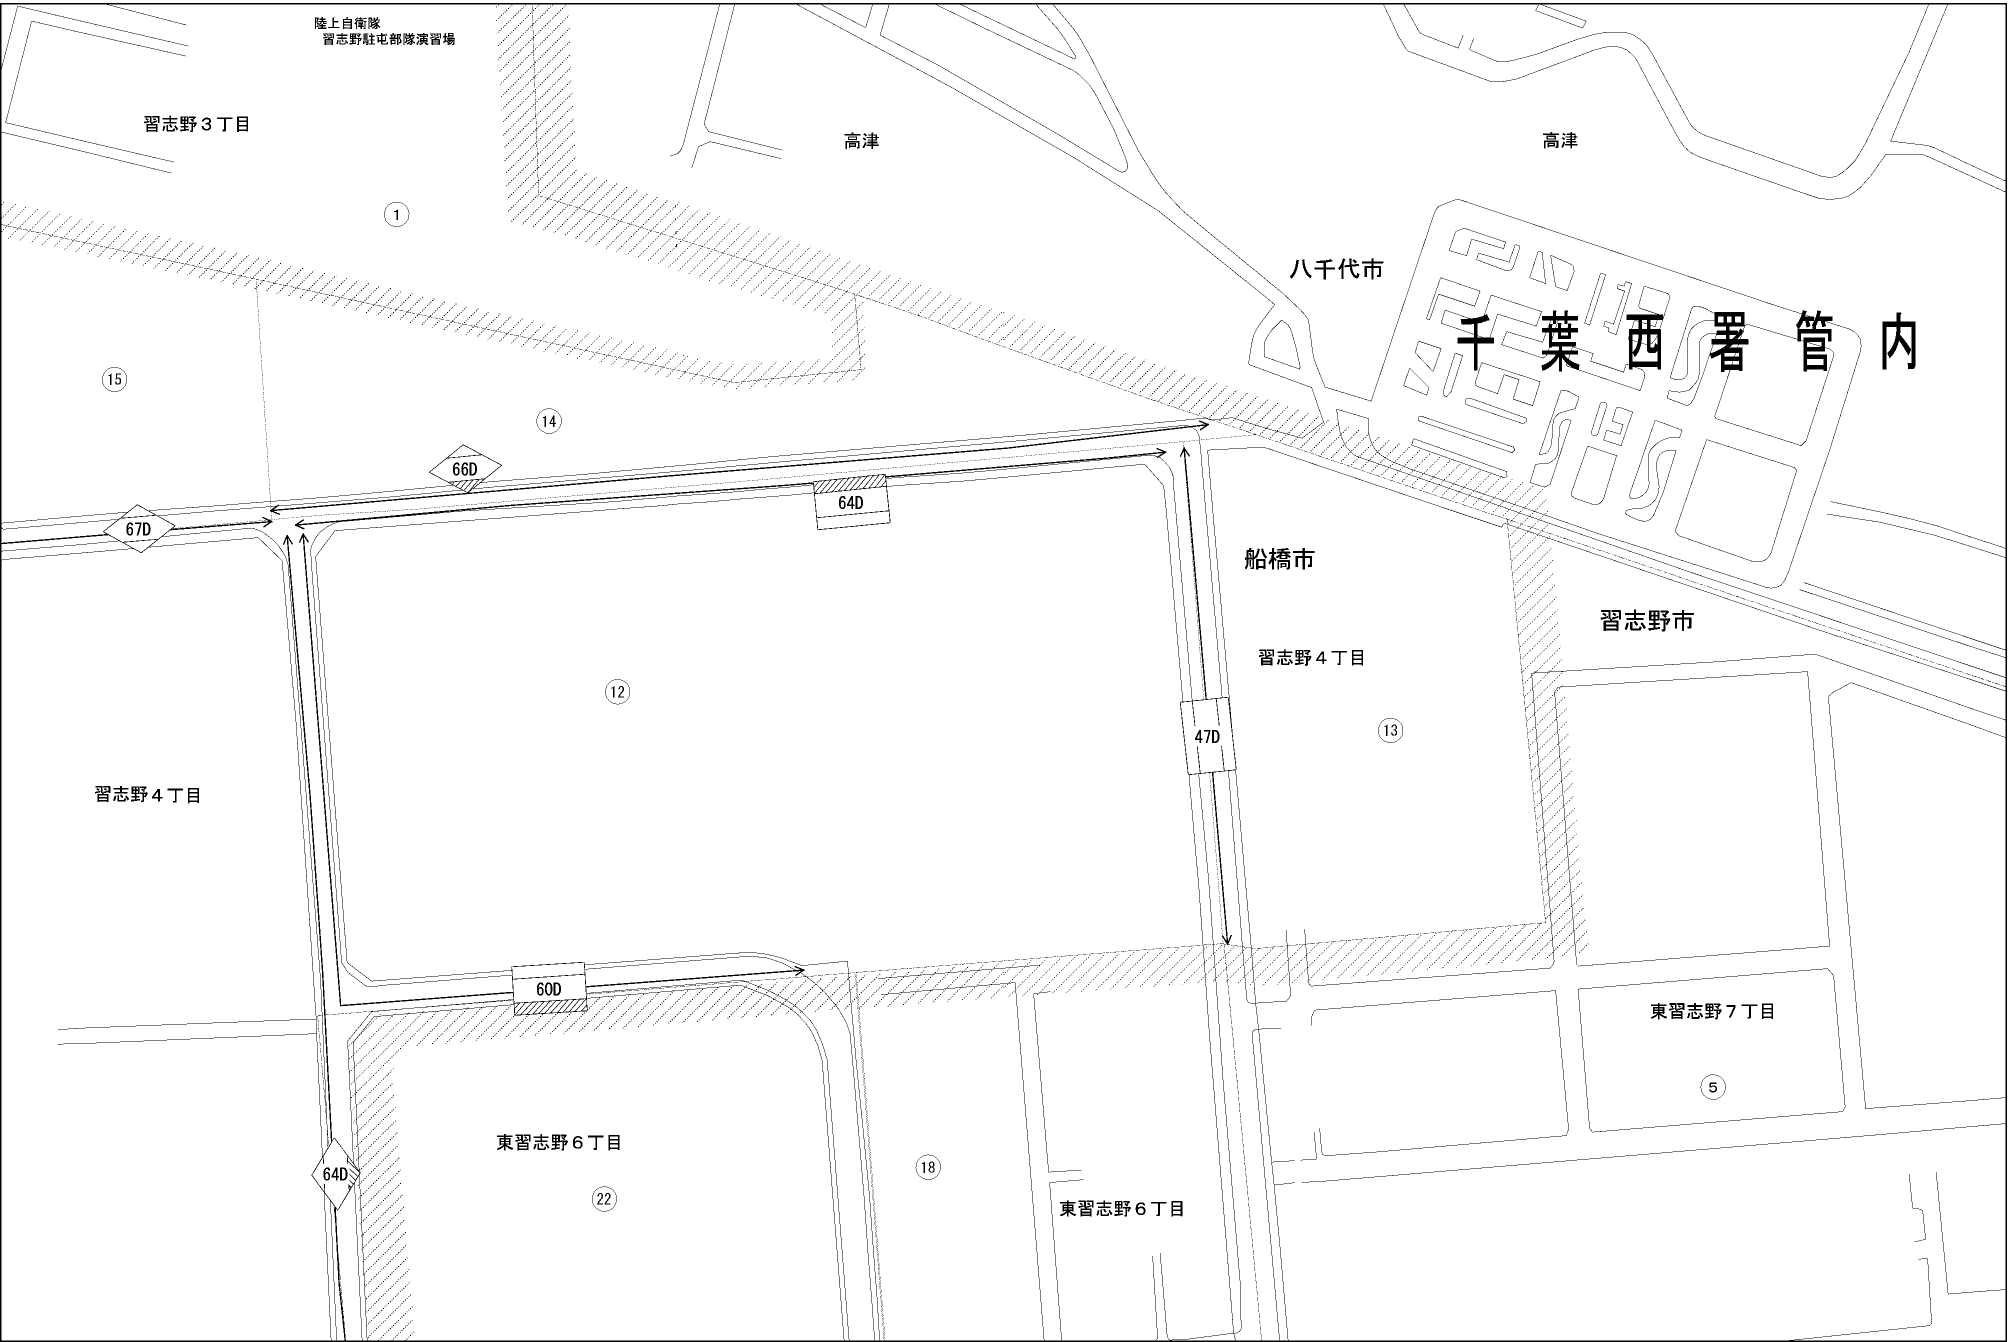 陸上自衛隊
習志野駐屯部隊演習場
習志野３丁目
高津
高津
1
八千代市
千葉西署管内
15
14
66D
67D
64D
船橋市
習志野市
習志野４丁目
12
13
47D
習志野４丁目
60D
東習志野７丁目
5
東習志野６丁目
18
64D
22
東習志野６丁目